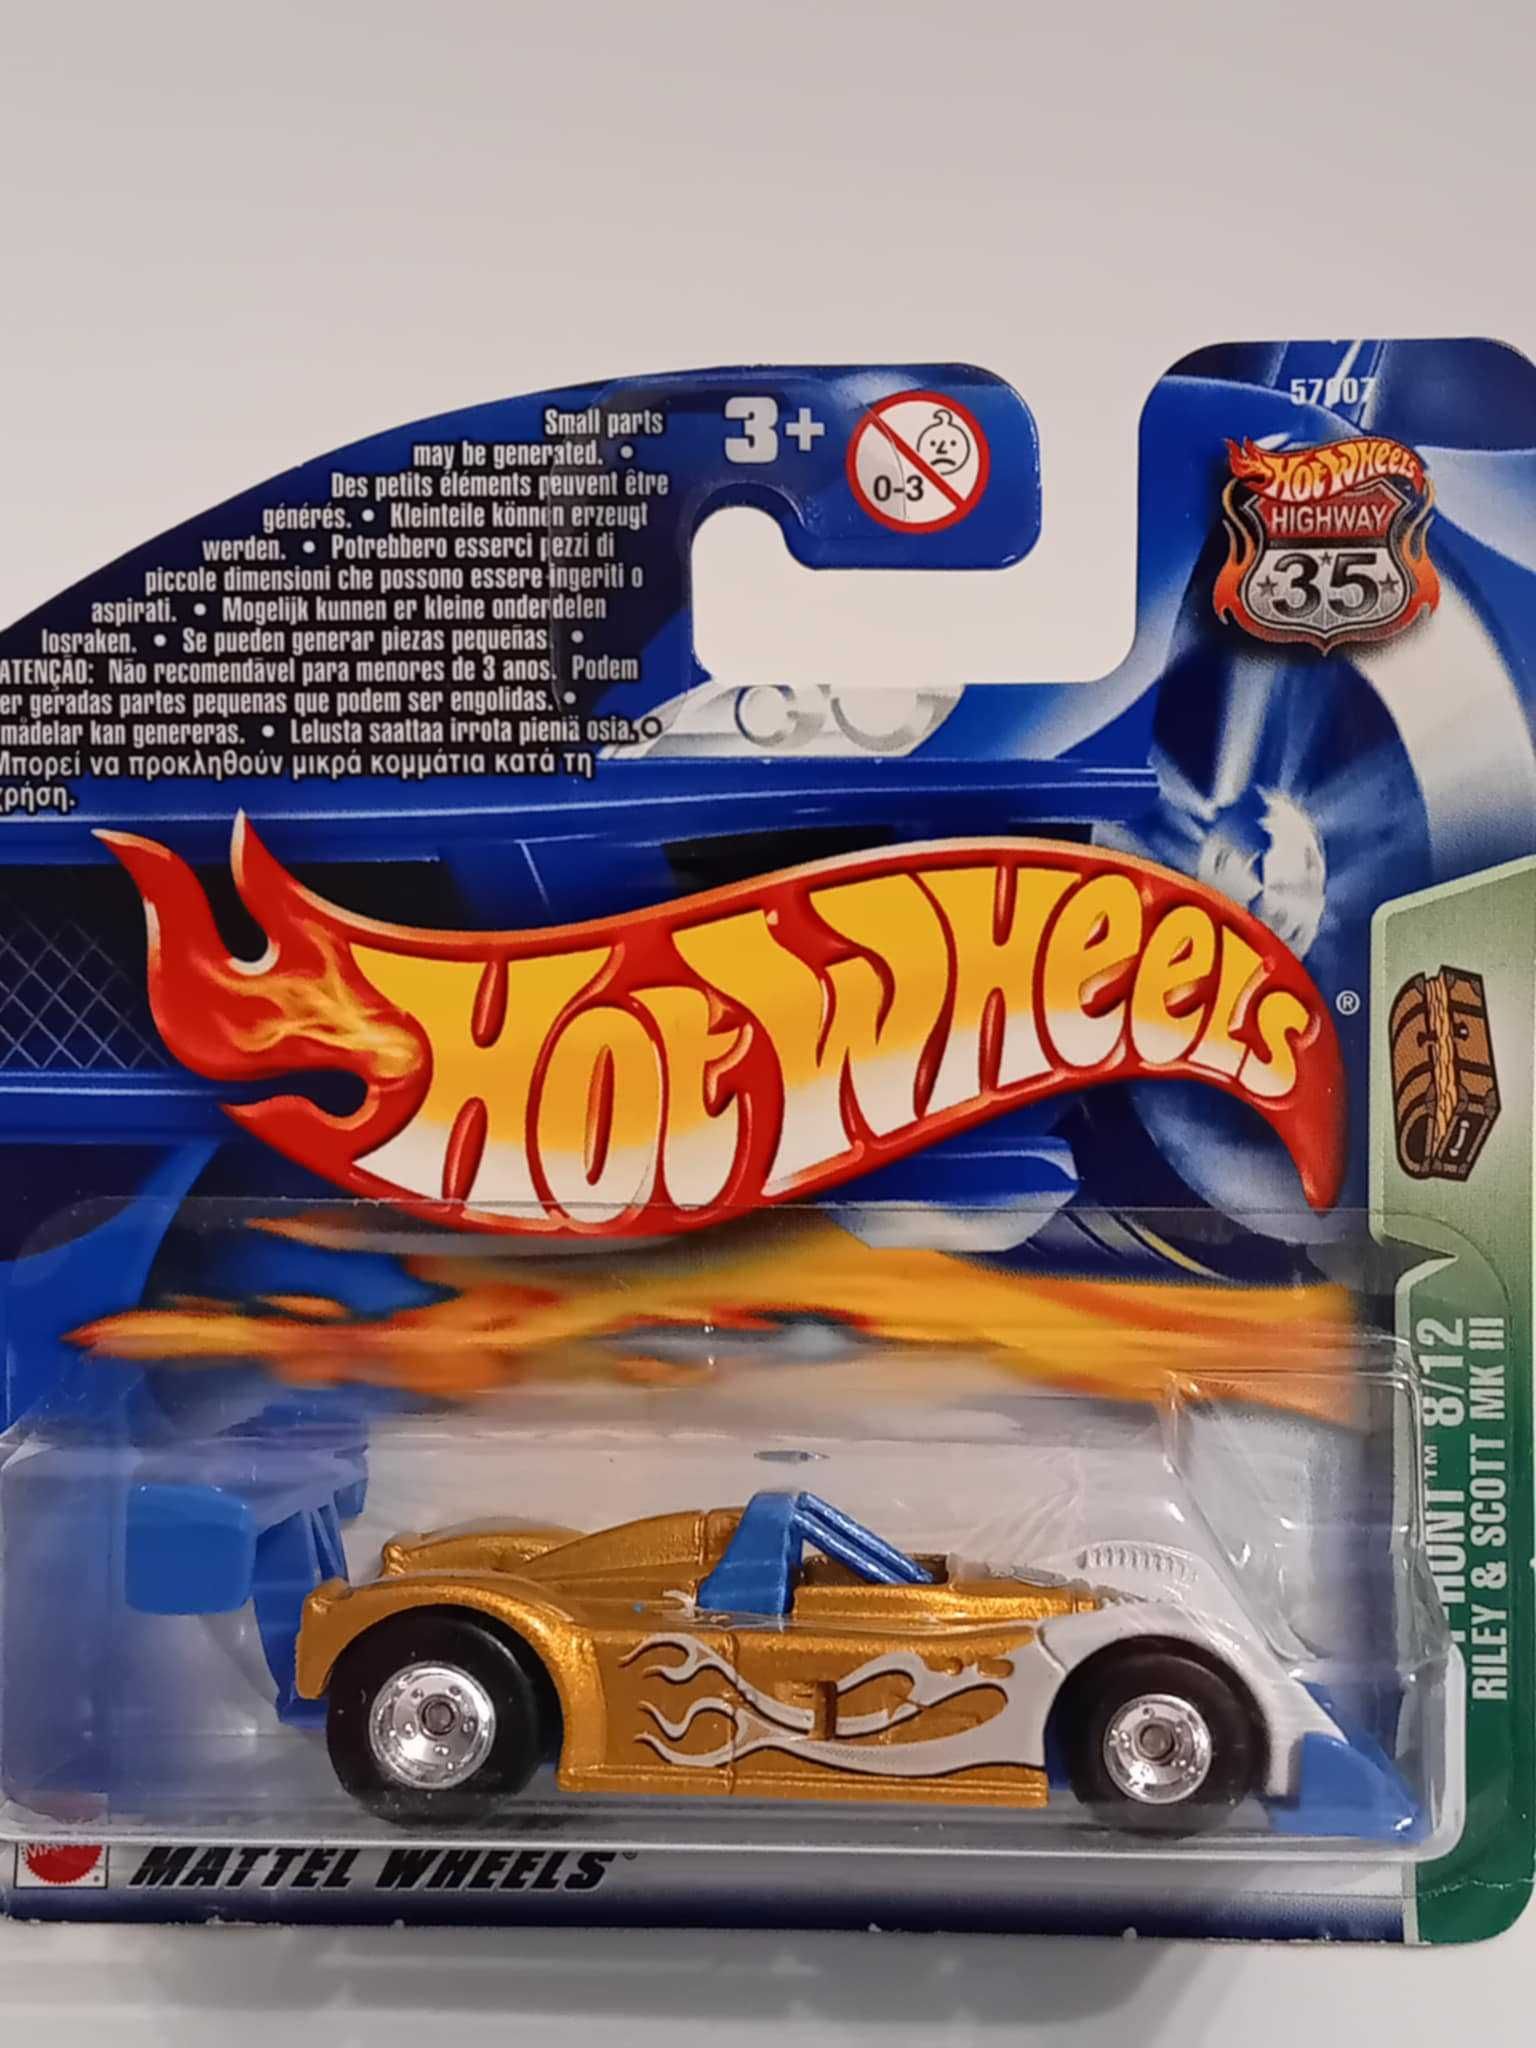 Small parts
may be generated. •
Des petits éléments peuvent être
générés. • Kleinteile können erzeugt
werden. • Potrebbero esserci pezzi di
piccole dimensioni che possono essere ingeriti o
aspirati. • Mogelijk kunnen er kleine onderdelen
losraken. • Se pueden generar piezas pequeñas. •
ATENÇÃO: Não recomendável para menores de 3 anos. Podem
er geradas partes pequenas que podem ser engolidas. •
mådelar kan genereras. • Lelusta saattaa irrota pieniä osia. •
Μπορεί να προκληθούν μικρά κομμάτια κατά τη
χρήση.
3+
0-3
57007
HOT WHEELS
HIGHWAY
35
HOT WHEELS ®
HUNT™ 8/12
RILEY & SCOTT MK III
MATTEL WHEELS®